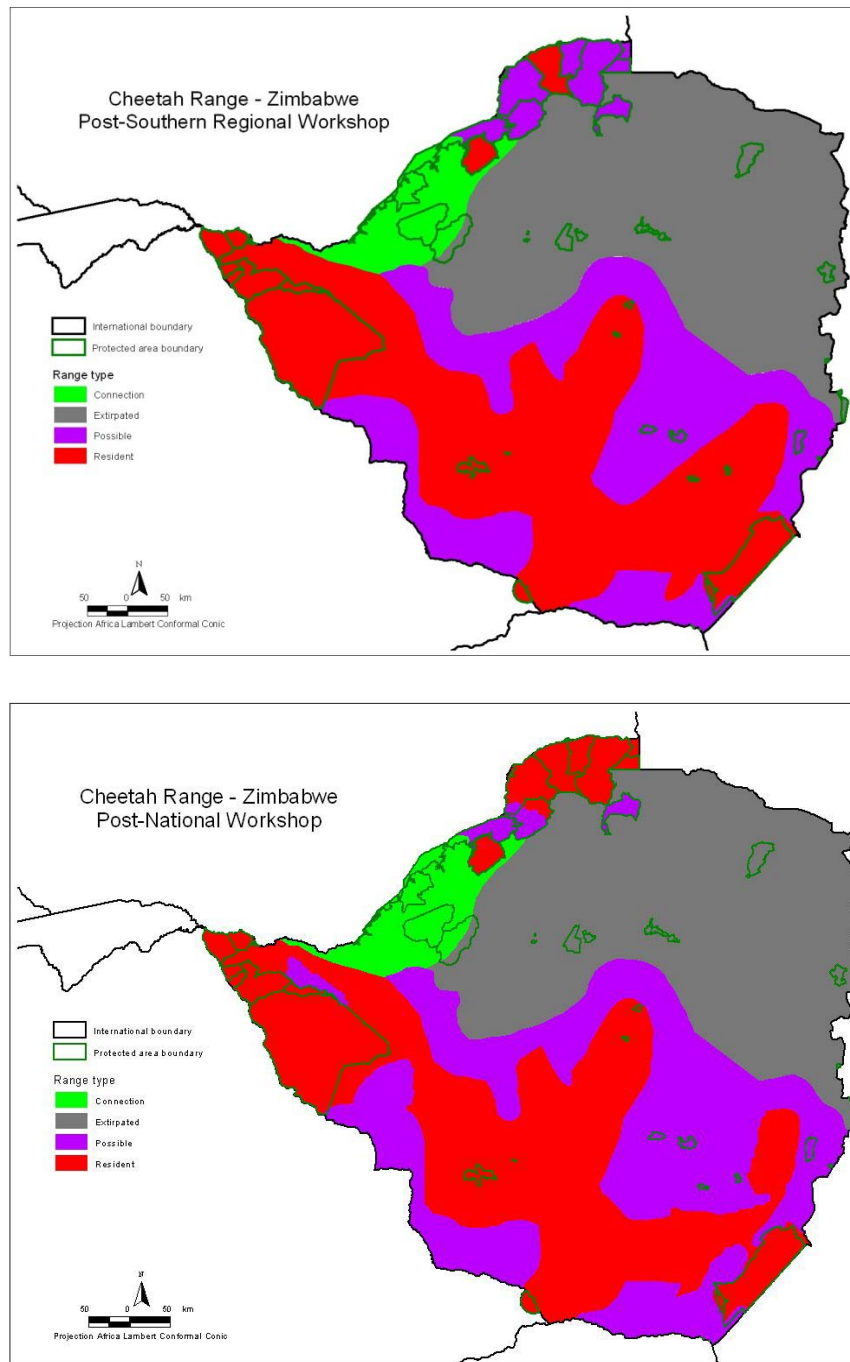 Cheetah Range - Zimbabwe
Post-Southern Regional Workshop
International boundary
Protected area boundary
Range type
Connection
Extirpated
Possible
Resident
N
50 0 50 km
Projection Africa Lambert Conformal Conic
Cheetah Range - Zimbabwe
Post-National Workshop
International boundary
Protected area boundary
Range type
Connection
Extirpated
Possible
Resident
N
50 0 50 km
Projection Africa Lambert Conformal Conic